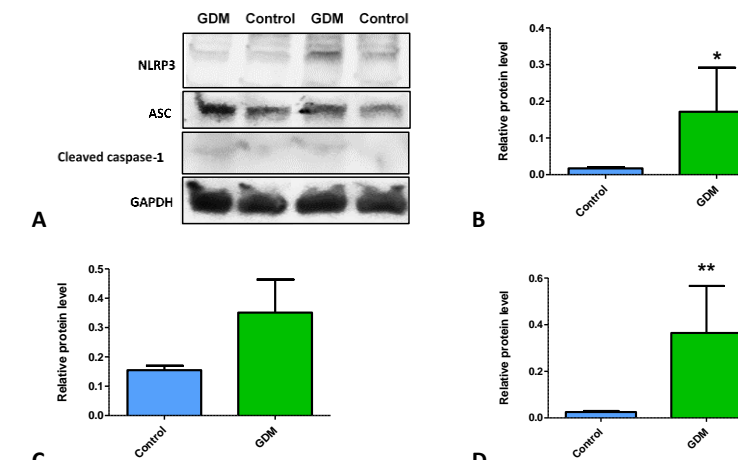 GDM Control GDM Control
NLRP3
ASC
Cleaved caspase-1
GAPDH
A
Relative protein level
0.4
0.3
0.2
0.1
0.0
*
Control
GDM
B
Relative protein level
0.5
0.4
0.3
0.2
0.1
0.0
Control
GDM
C
Relative protein level
0.6
0.4
0.2
0.0
**
Control
GDM
D